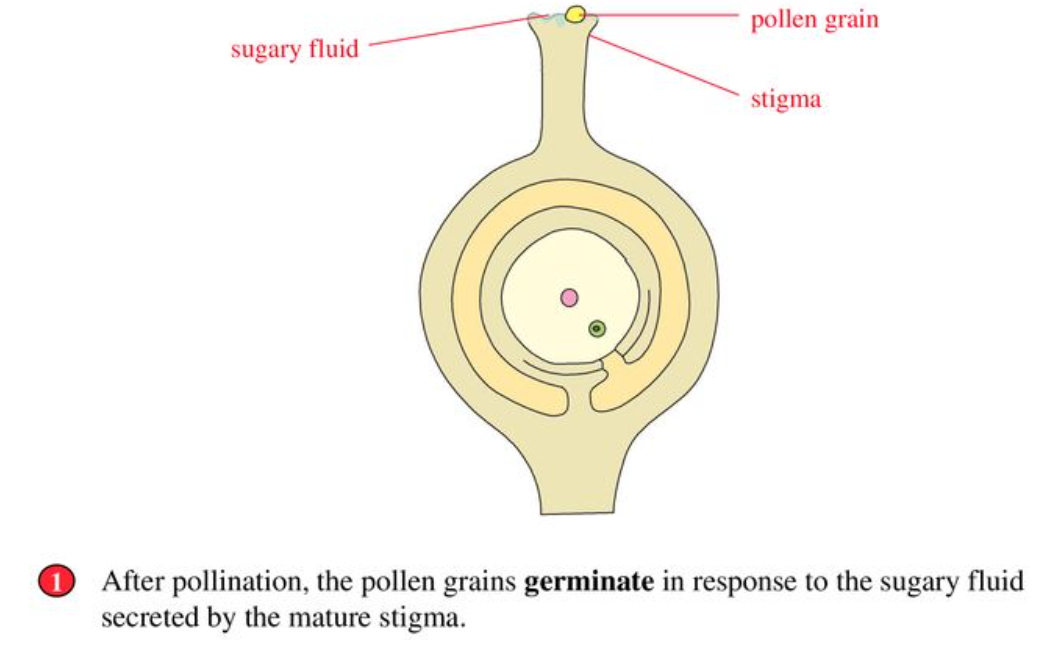 pollen grain
sugary fluid
stigma
1 After pollination, the pollen grains germinate in response to the sugary fluid
secreted by the mature stigma.